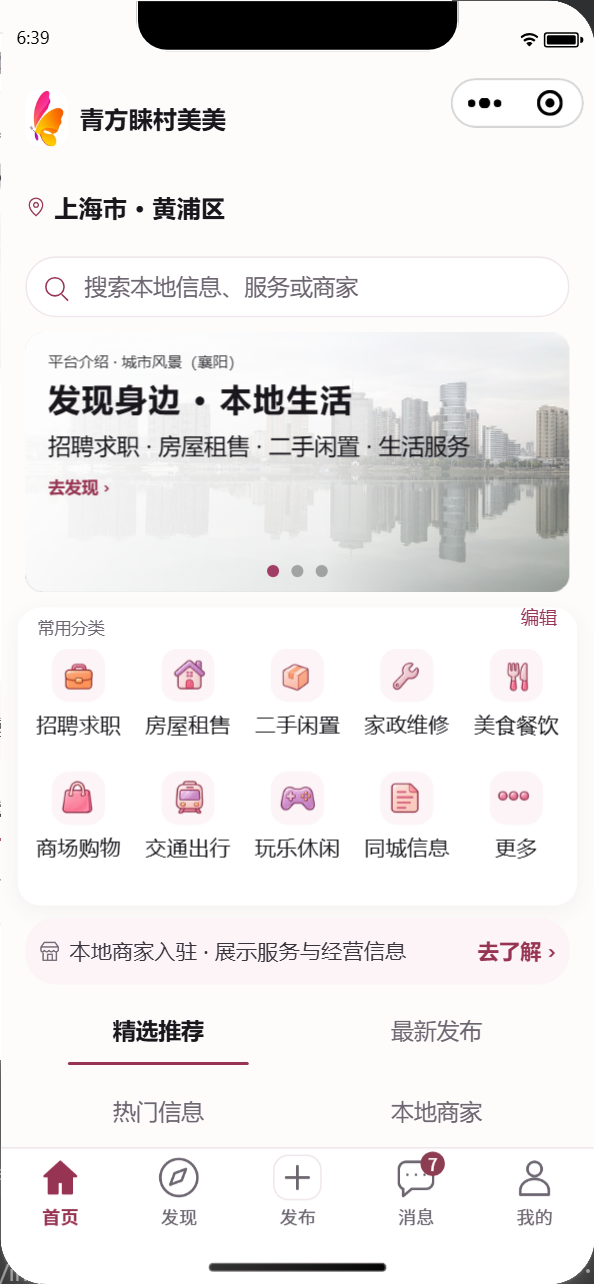 6:39
青方睐村美美
上海市·黄浦区
搜索本地信息、服务或商家
平台介绍·城市风景（襄阳）
发现身边·本地生活
招聘求职·房屋租售·二手闲置·生活服务
去发现 ›
常用分类
编辑
招聘求职 房屋租售 二手闲置 家政维修 美食餐饮
商场购物 交通出行 玩乐休闲 同城信息 更多
本地商家入驻·展示服务与经营信息 去了解 ›
精选推荐 最新发布
热门信息 本地商家
7
首页 发现 发布 消息 我的